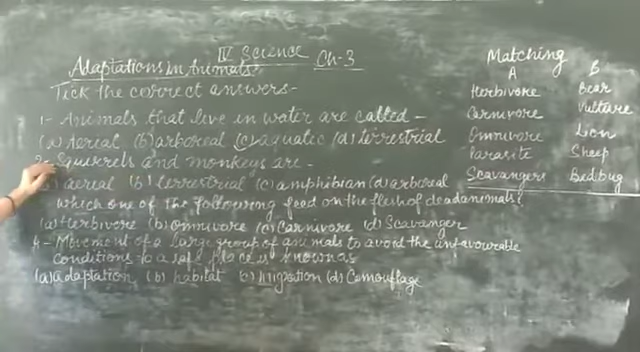 IV Science Ch-3
Adaptations in Animals
Tick the correct answers-
1- Animals that live in water are called -
(a) Aerial (b) arboreal (c) aquatic (d) terrestrial
2- Squirrels and monkeys are -
aerial (b) terrestrial (c) amphibian (d) arboreal
which one of the following feed on the flesh of dead animals?
(a) Herbivore (b) Omnivore (c) Carnivore (d) Scavanger
4- Movement of a large group of animals to avoid the unfavourable
conditions to a safe place is known as
(a) adaptation (b) habitat (c) Migration (d) Camouflage
Matching
A B
Herbivore Bear
Carnivore Vulture
Omnivore Lion
Parasite Sheep
Scavangers Bedbug